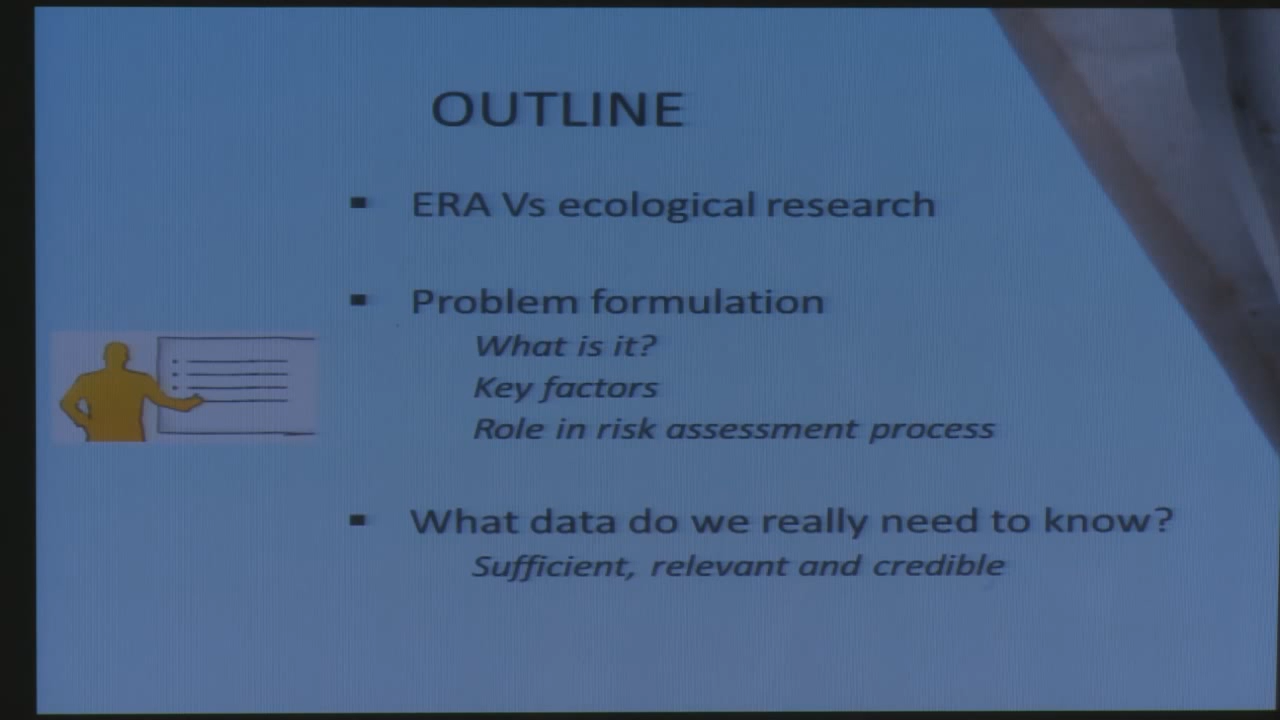 OUTLINE
▪ ERA Vs ecological research
▪ Problem formulation
What is it?
Key factors
Role in risk assessment process
▪ What data do we really need to know?
Sufficient, relevant and credible